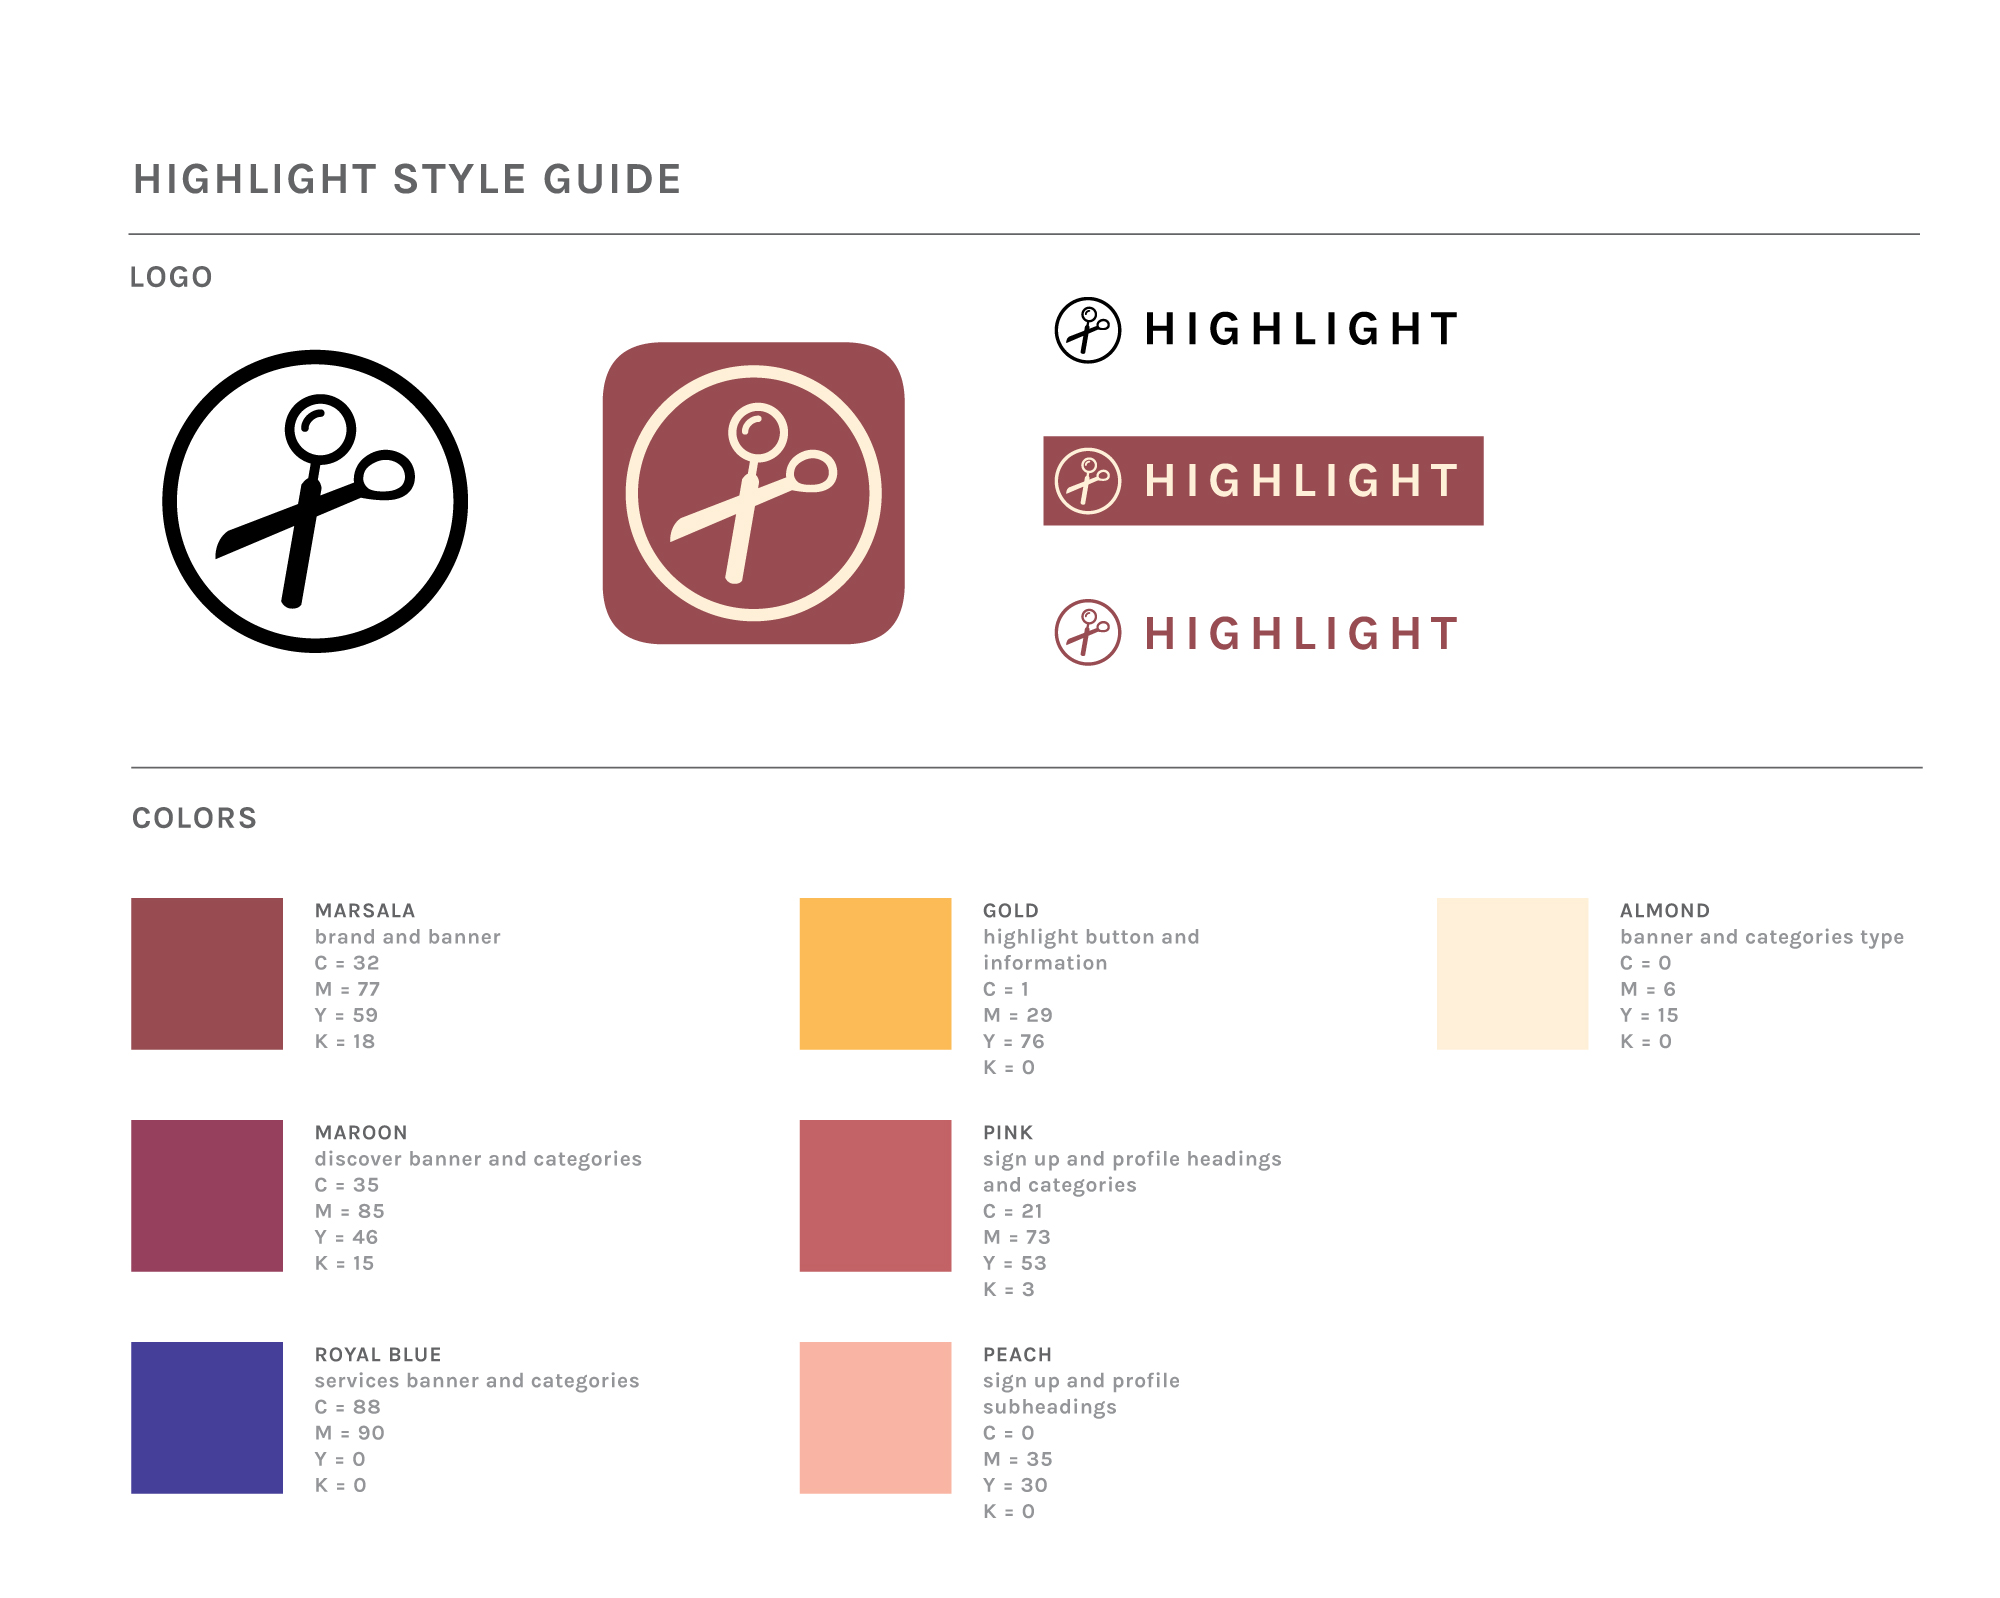 HIGHLIGHT STYLE GUIDE
LOGO
HIGHLIGHT
HIGHLIGHT
HIGHLIGHT
COLORS
MARSALA
brand and banner
C = 32
M = 77
Y = 59
K = 18
GOLD
highlight button and
information
C = 1
M = 29
Y = 76
K = 0
ALMOND
banner and categories type
C = 0
M = 6
Y = 15
K = 0
MAROON
discover banner and categories
C = 35
M = 85
Y = 46
K = 15
PINK
sign up and profile headings
and categories
C = 21
M = 73
Y = 53
K = 3
ROYAL BLUE
services banner and categories
C = 88
M = 90
Y = 0
K = 0
PEACH
sign up and profile
subheadings
C = 0
M = 35
Y = 30
K = 0